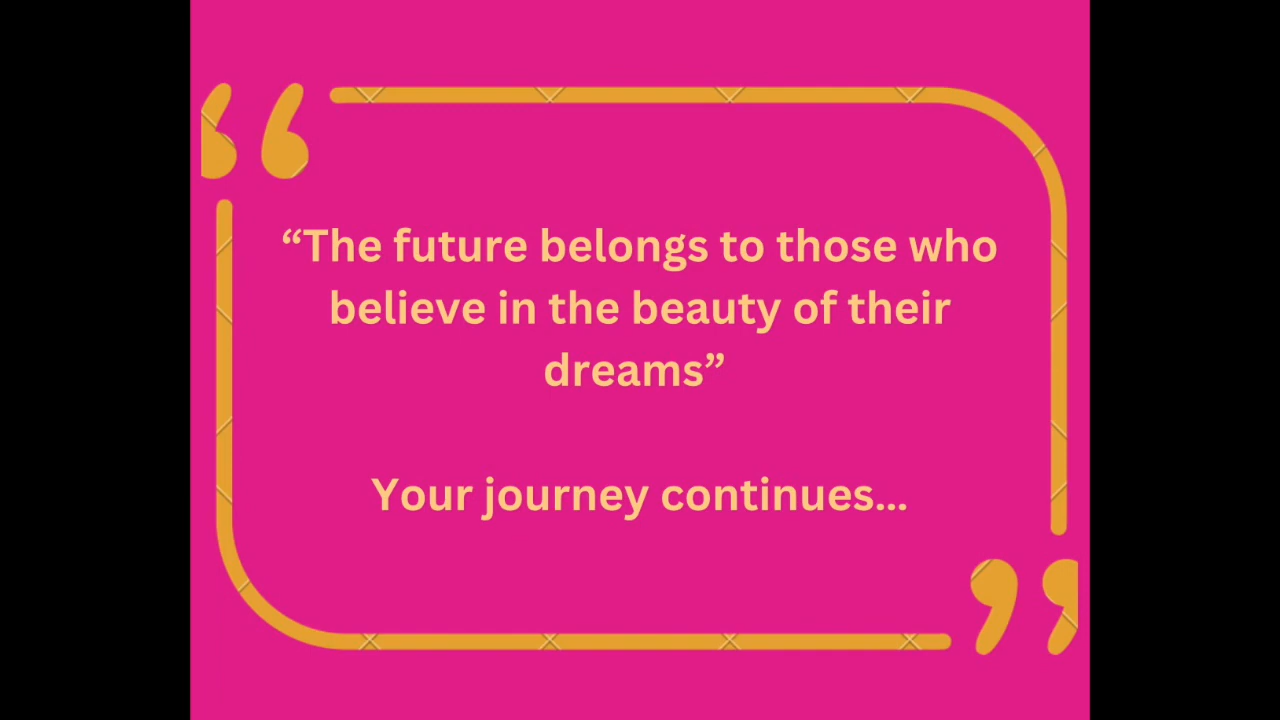 “The future belongs to those who
believe in the beauty of their
dreams”
Your journey continues...